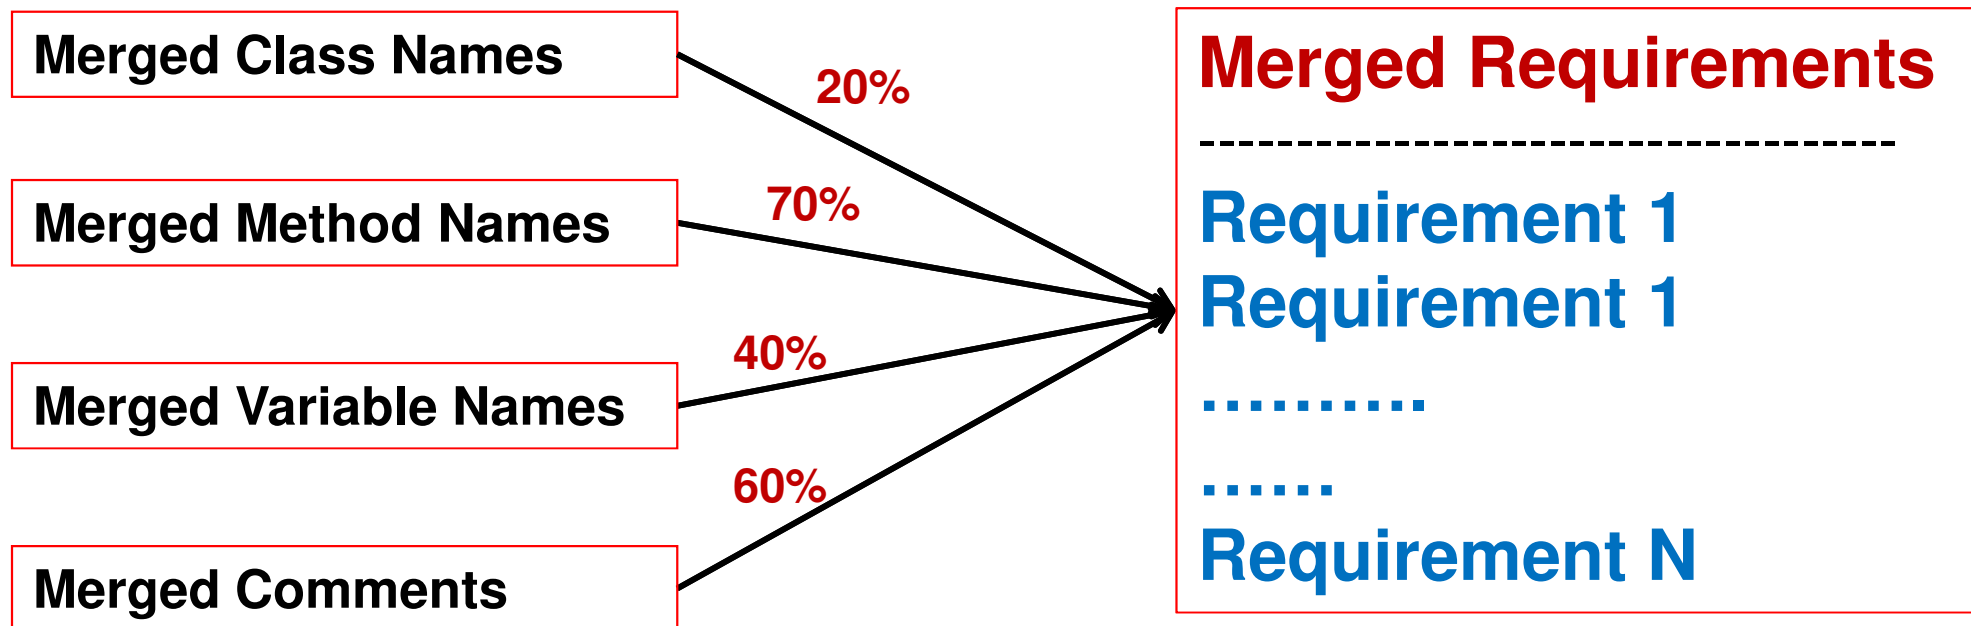 Merged Class Names
20%
Merged Method Names
70%
Merged Variable Names
40%
Merged Comments
60%
Merged Requirements
------------------------------------
Requirement 1
Requirement 1
……….
……
Requirement N